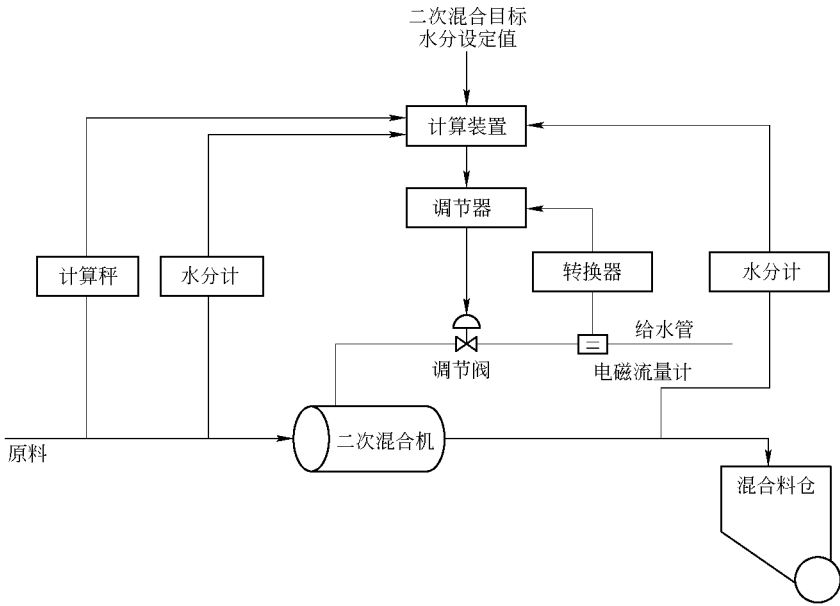 二次混合目标
水分设定值
计算装置
调节器
计算秤
水分计
转换器
水分计
给水管
调节阀
电磁流量计
二次混合机
原料
混合料仓